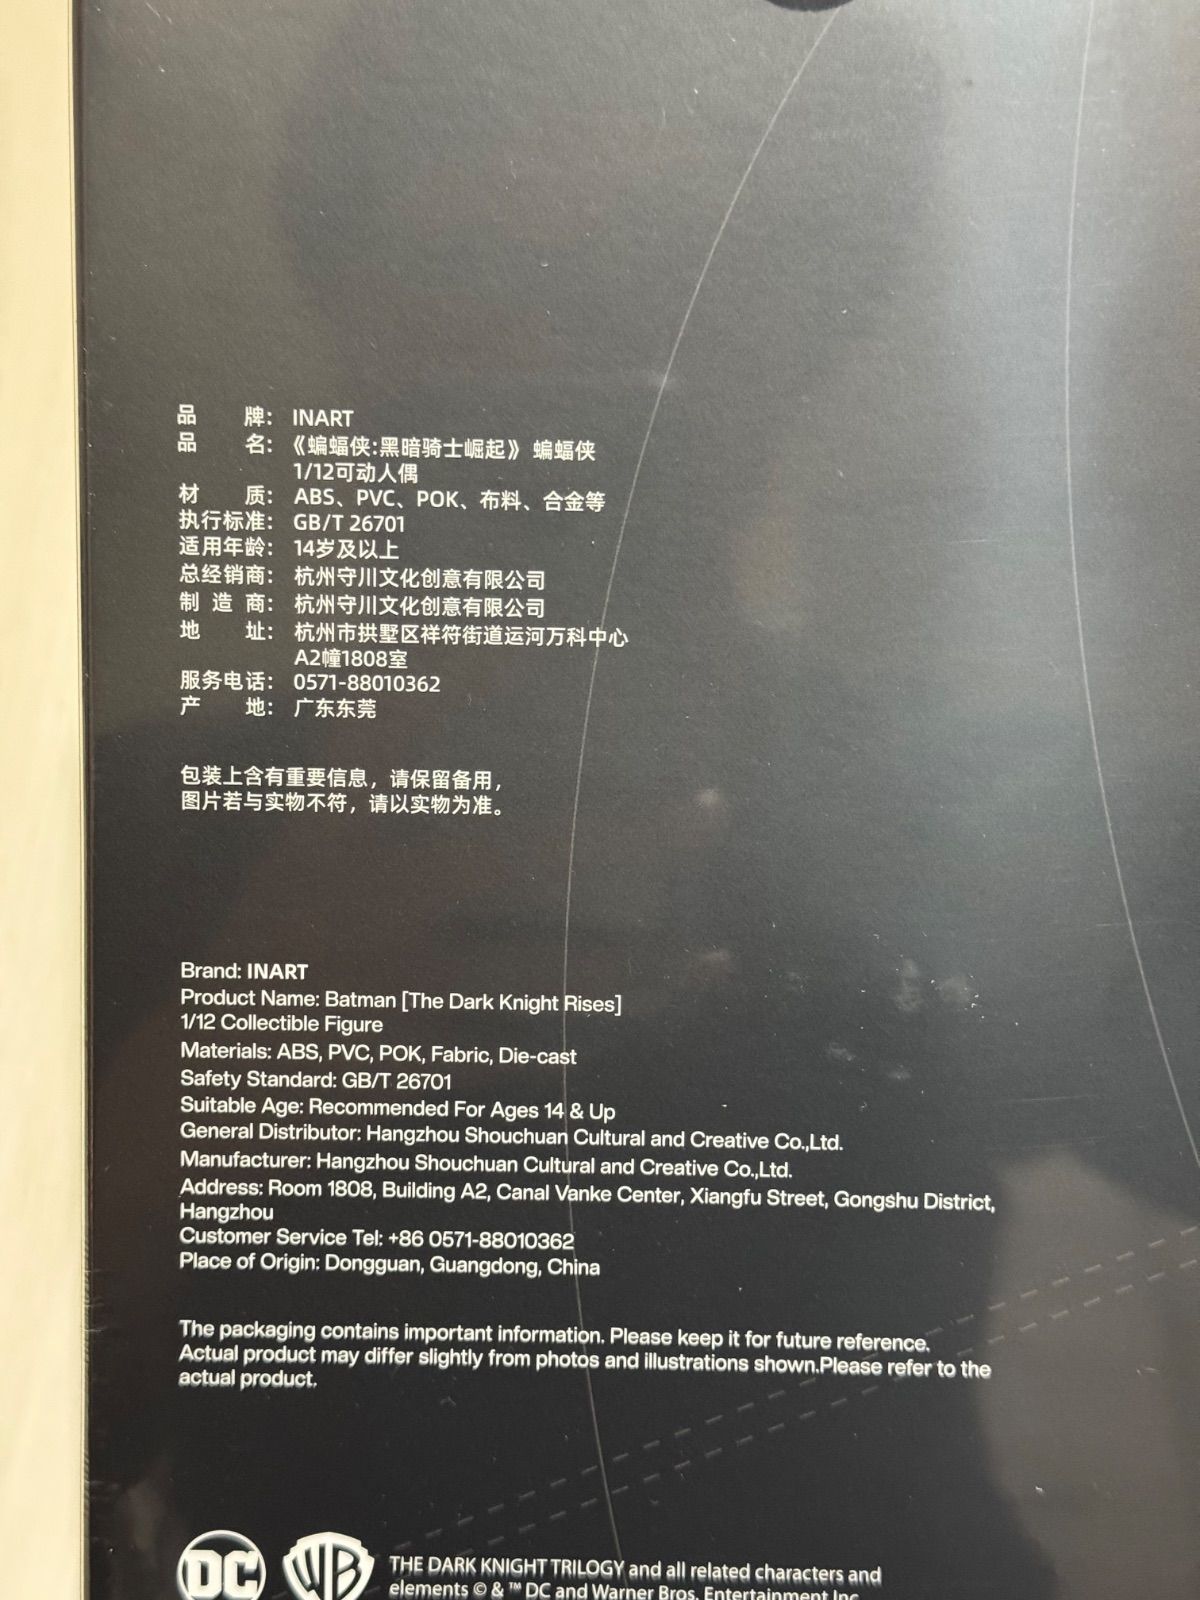 品 牌: INART
品 名: 《蝙蝠侠:黑暗骑士崛起》 蝙蝠侠
1/12可动人偶
材 质: ABS、PVC、POK、布料、合金等
执行标准: GB/T 26701
适用年龄: 14岁及以上
总经销商: 杭州守川文化创意有限公司
制 造 商: 杭州守川文化创意有限公司
地 址: 杭州市拱墅区祥符街道运河万科中心
A2幢1808室
服务电话: 0571-88010362
产 地: 广东东莞
包装上含有重要信息，请保留备用，
图片若与实物不符，请以实物为准。
Brand: INART
Product Name: Batman [The Dark Knight Rises]
1/12 Collectible Figure
Materials: ABS, PVC, POK, Fabric, Die-cast
Safety Standard: GB/T 26701
Suitable Age: Recommended For Ages 14 & Up
General Distributor: Hangzhou Shouchuan Cultural and Creative Co.,Ltd.
Manufacturer: Hangzhou Shouchuan Cultural and Creative Co.,Ltd.
Address: Room 1808, Building A2, Canal Vanke Center, Xiangfu Street, Gongshu District,
Hangzhou
Customer Service Tel: +86 0571-88010362
Place of Origin: Dongguan, Guangdong, China
The packaging contains important information. Please keep it for future reference.
Actual product may differ slightly from photos and illustrations shown.Please refer to the
actual product.
DC WB THE DARK KNIGHT TRILOGY and all related characters and
elements © & ™ DC and Warner Bros. Entertainment Inc.